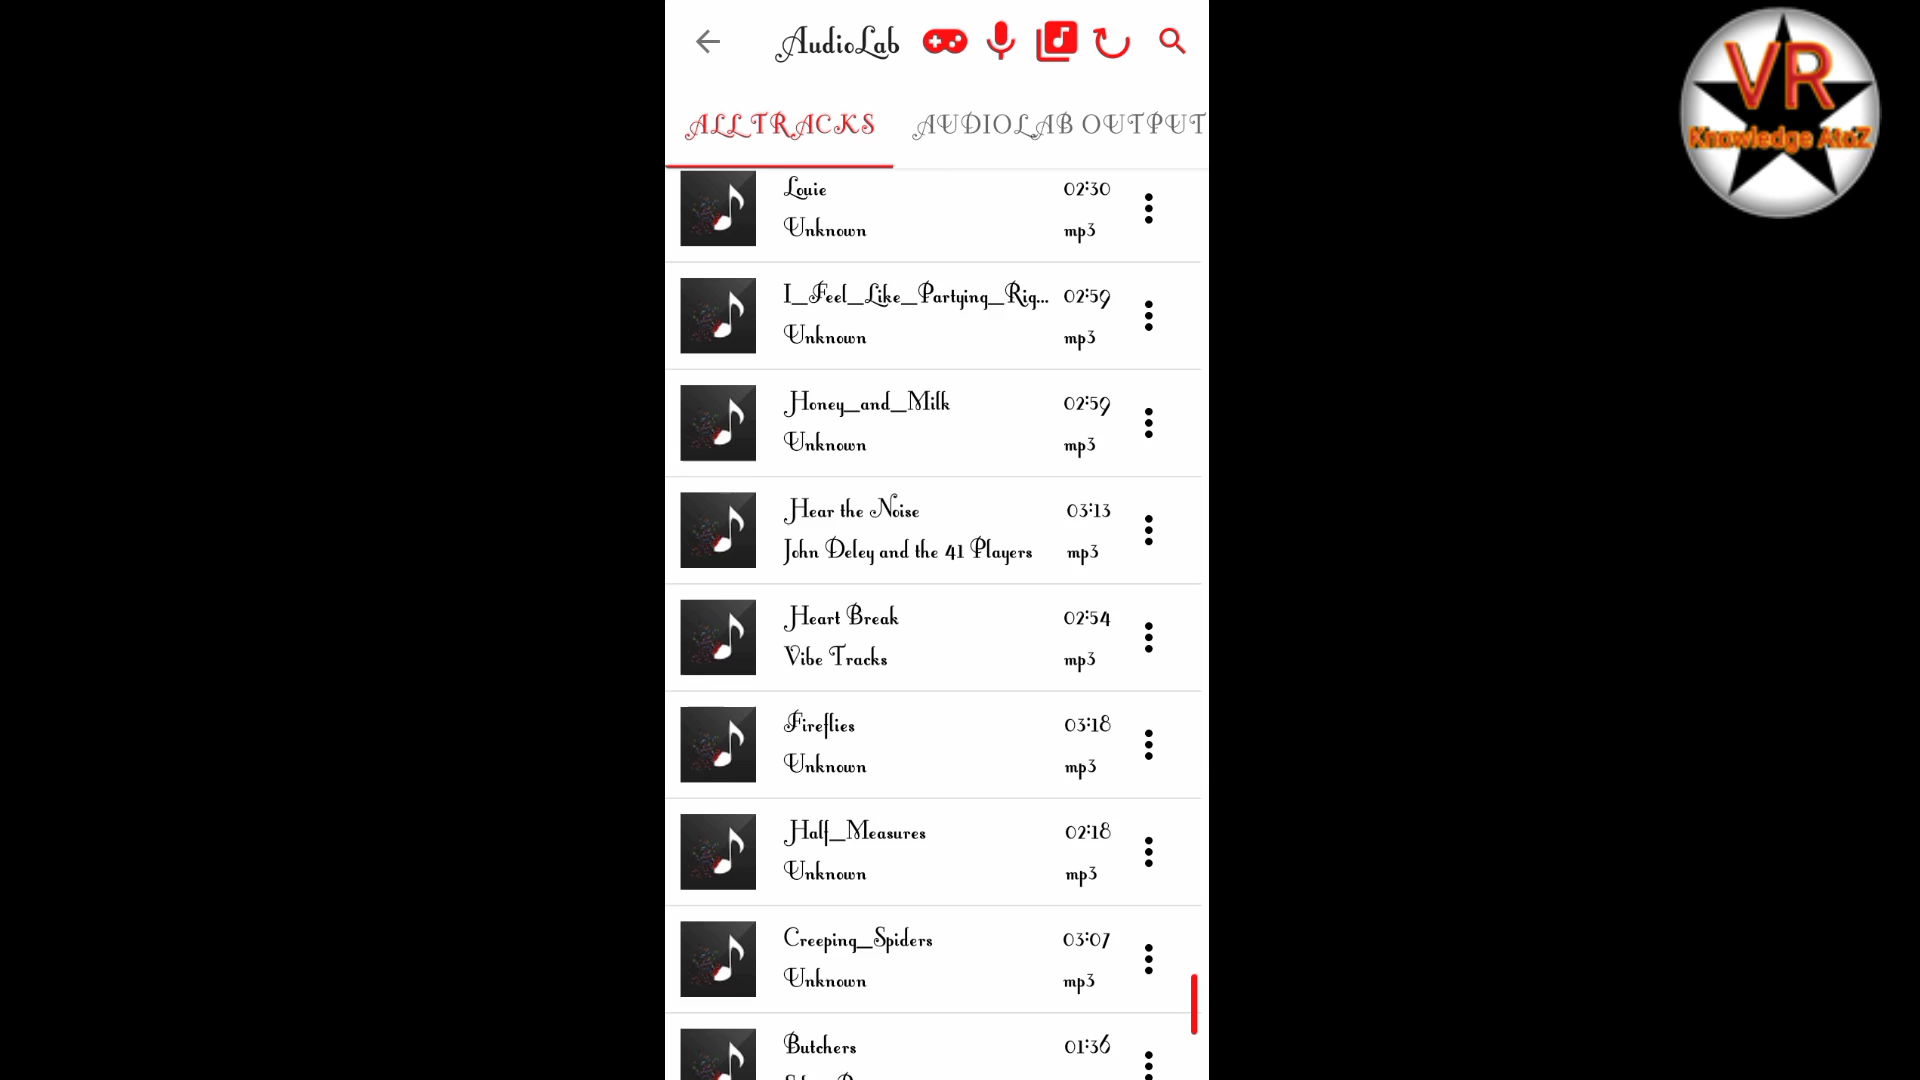 AudioLab
VR
Knowledge AtoZ
ALL TRACKS
AUDIOLAB OUTPUT
Louie 02:30
Unknown mp3
I_Feel_Like_Partying_Rig... 02:59
Unknown mp3
Honey_and_Milk 02:59
Unknown mp3
Hear the Noise 03:13
John Deley and the 41 Players mp3
Heart Break 02:54
Vibe Tracks mp3
Fireflies 03:18
Unknown mp3
Half_Measures 02:18
Unknown mp3
Creeping_Spiders 03:07
Unknown mp3
Butchers 01:36